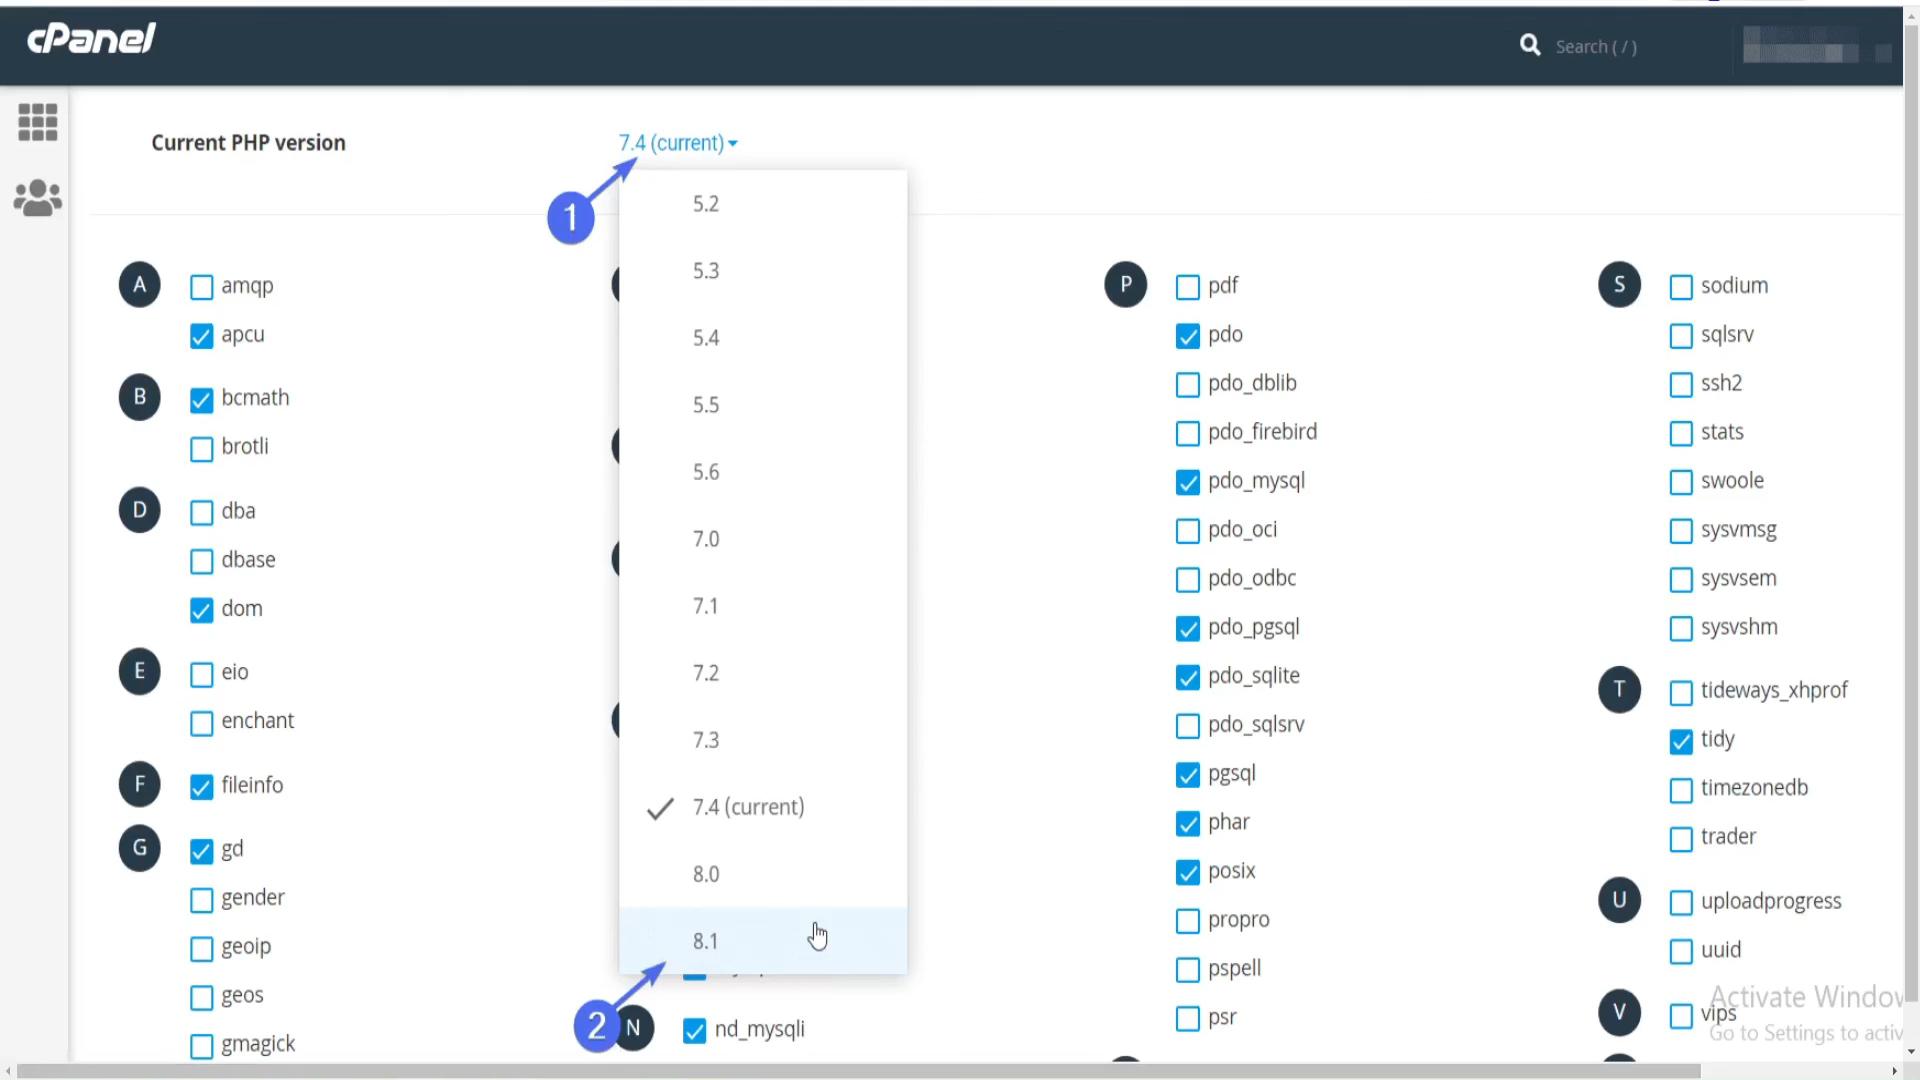 cPanel
Search ( / )
Current PHP version
7.4 (current)
1
5.2
5.3
5.4
5.5
5.6
7.0
7.1
7.2
7.3
7.4 (current)
8.0
8.1
2
A
amqp
apcu
B
bcmath
brotli
D
dba
dbase
dom
E
eio
enchant
F
fileinfo
G
gd
gender
geoip
geos
gmagick
N
nd_mysqli
P
pdf
pdo
pdo_dblib
pdo_firebird
pdo_mysql
pdo_oci
pdo_odbc
pdo_pgsql
pdo_sqlite
pdo_sqlsrv
pgsql
phar
posix
propro
pspell
psr
S
sodium
sqlsrv
ssh2
stats
swoole
sysvmsg
sysvsem
sysvshm
T
tideways_xhprof
tidy
timezonedb
trader
U
uploadprogress
uuid
V
vips
Activate Window
Go to Settings to activ